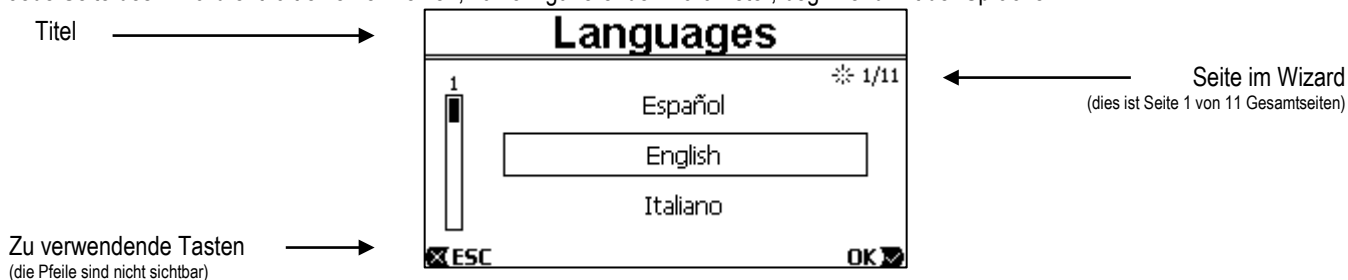 Titel
Languages
1
1/11
Español
English
Italiano
Seite im Wizard
(dies ist Seite 1 von 11 Gesamtseiten)
Zu verwendende Tasten
(die Pfeile sind nicht sichtbar)
ESC
OK